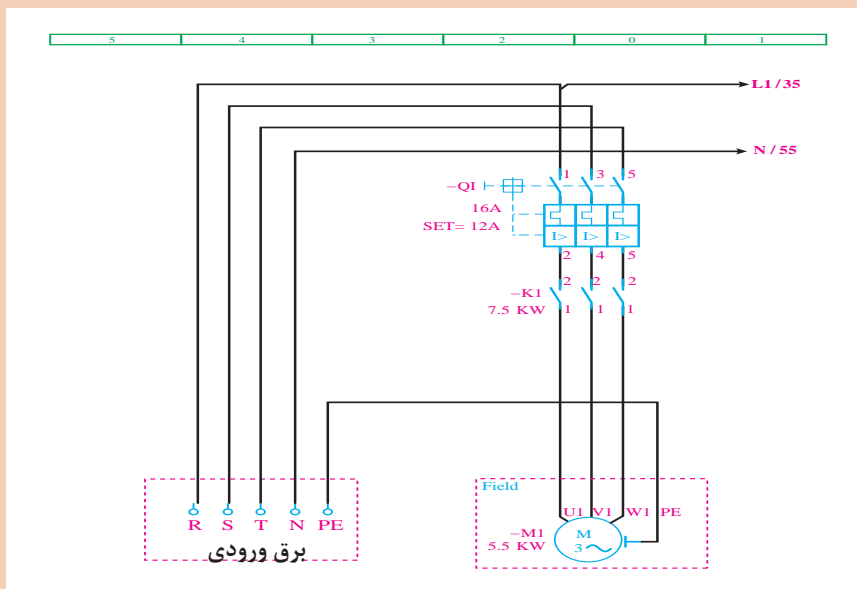 5 4 3 2 0 1
L1/35
N/55
1 3 5
-QI
16A
SET= 12A
I> I> I>
2 4 5
2 2 2
-K1
7.5 KW
1 1 1
Field
U1 V1 W1 PE
-M1
5.5 KW
M
3
R S T N PE
برق ورودی